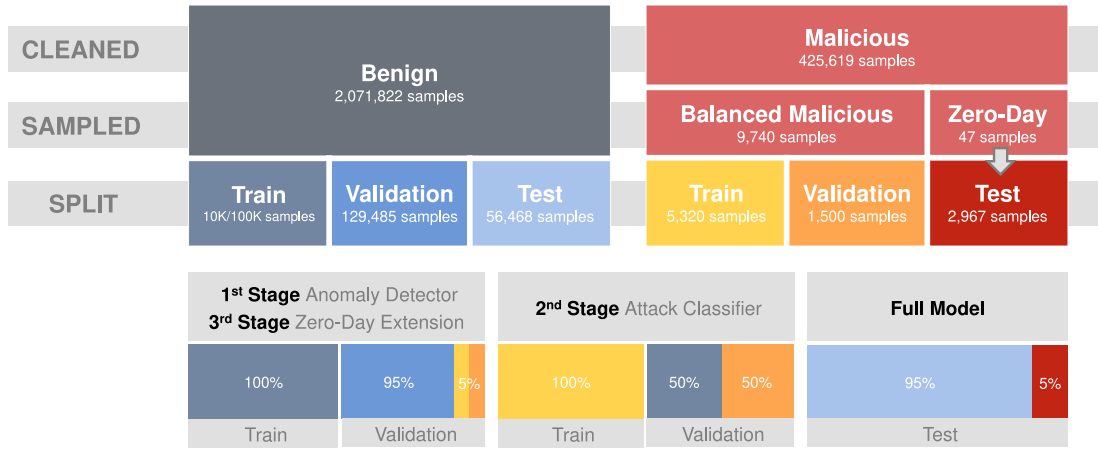 CLEANED
Benign
2,071,822 samples
Malicious
425,619 samples
SAMPLED
Balanced Malicious
9,740 samples
Zero-Day
47 samples
SPLIT
Train
10K/100K samples
Validation
129,485 samples
Test
56,468 samples
Train
5,320 samples
Validation
1,500 samples
Test
2,967 samples
1st Stage Anomaly Detector
3rd Stage Zero-Day Extension
2nd Stage Attack Classifier
Full Model
100%
95%
5%
100%
50%
50%
95%
5%
Train
Validation
Train
Validation
Test